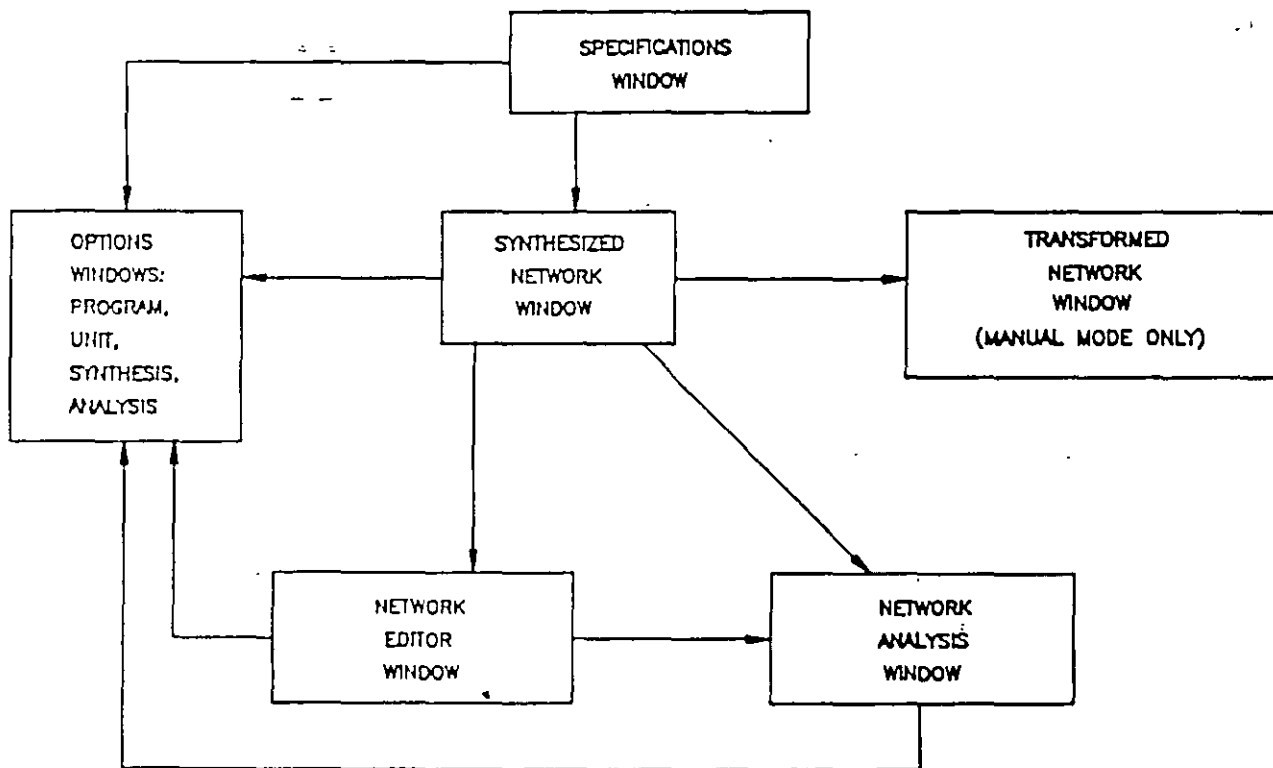 SPECIFICATIONS
WINDOW
OPTIONS
WINDOWS:
PROGRAM,
UNIT,
SYNTHESIS,
ANALYSIS
SYNTHESIZED
NETWORK
WINDOW
TRANSFORMED
NETWORK
WINDOW
(MANUAL MODE ONLY)
NETWORK
EDITOR
WINDOW
NETWORK
ANALYSIS
WINDOW